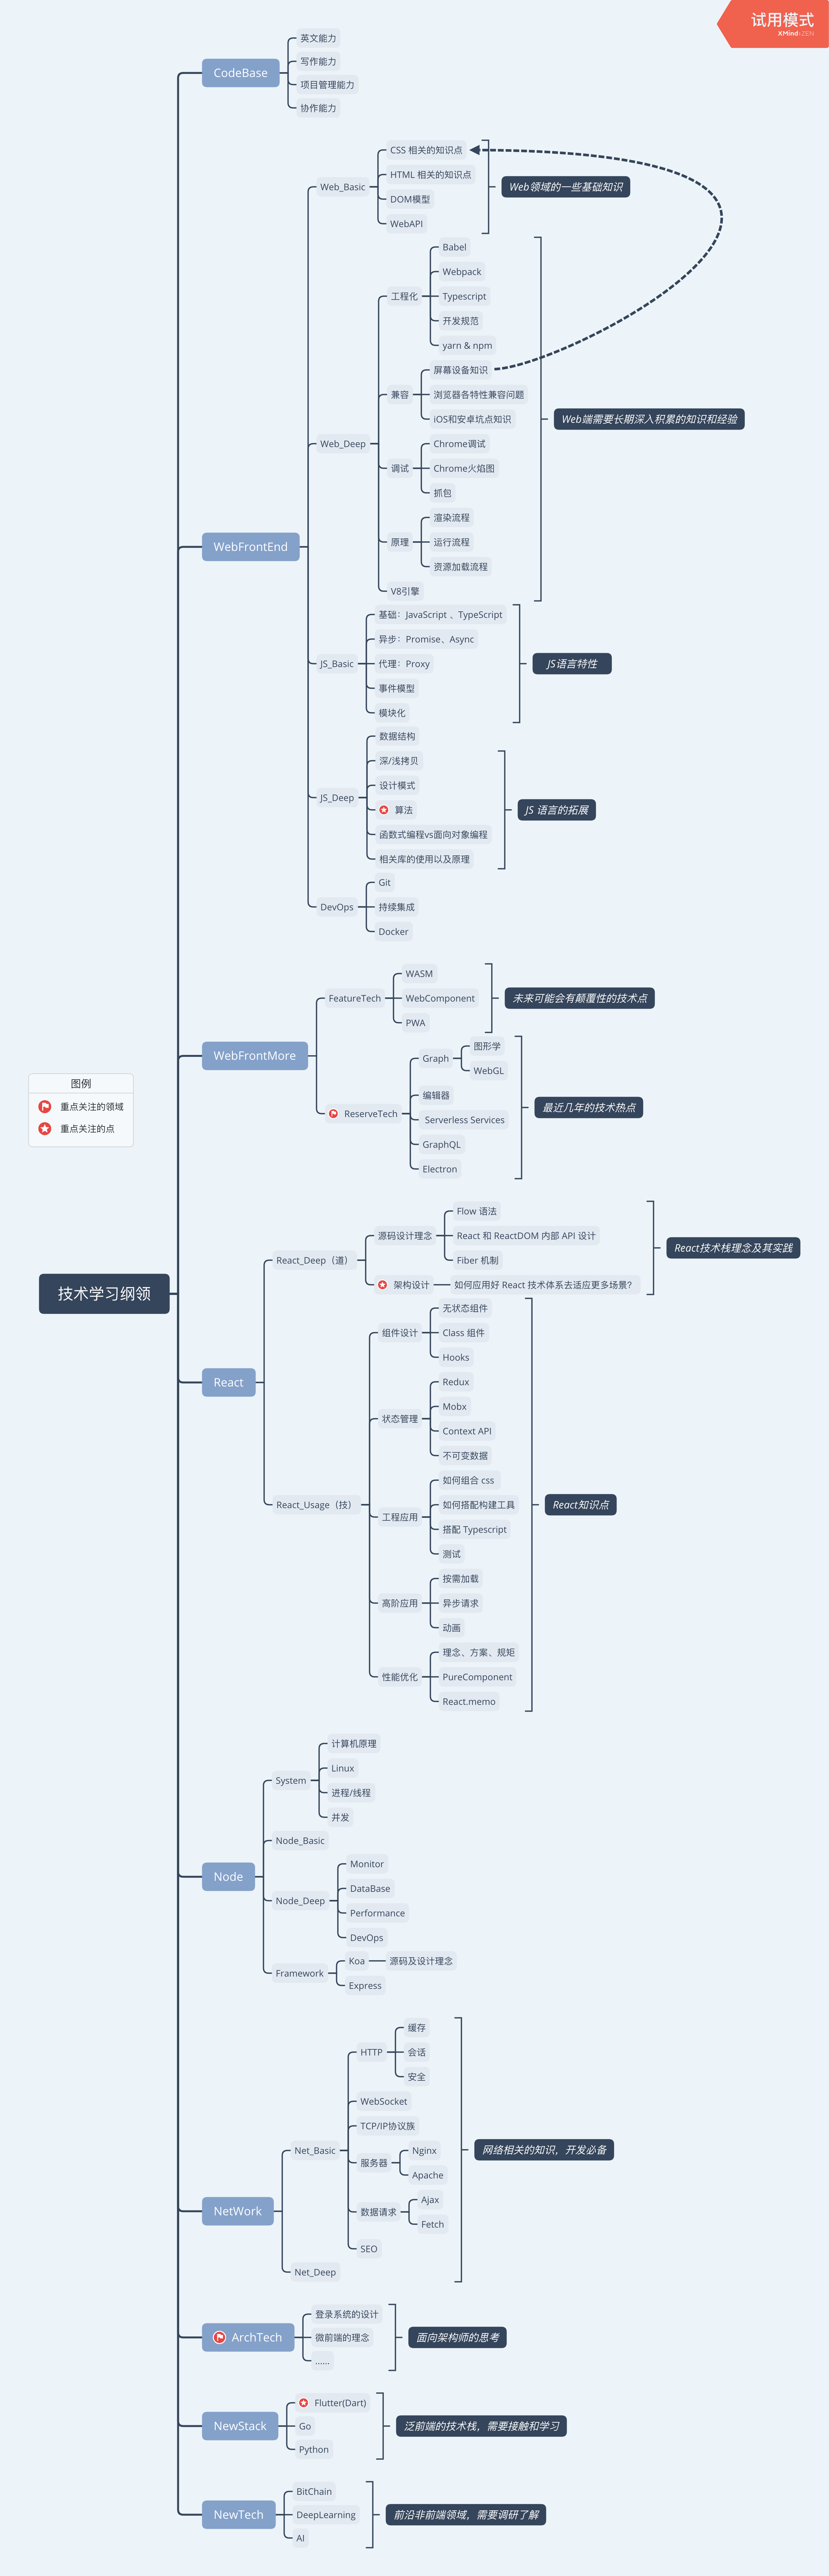 试用模式
XMind:ZEN
CodeBase
英文能力
写作能力
项目管理能力
协作能力
WebFrontEnd
Web_Basic
CSS 相关的知识点
HTML 相关的知识点
DOM模型
WebAPI
Web领域的一些基础知识
Web_Deep
工程化
Babel
Webpack
Typescript
开发规范
yarn & npm
兼容
屏幕设备知识
浏览器各特性兼容问题
iOS和安卓坑点知识
调试
Chrome调试
Chrome火焰图
抓包
原理
渲染流程
运行流程
资源加载流程
V8引擎
Web端需要长期深入积累的知识和经验
JS_Basic
基础：JavaScript 、TypeScript
异步：Promise、Async
代理：Proxy
事件模型
模块化
JS语言特性
JS_Deep
数据结构
深/浅拷贝
设计模式
算法
函数式编程vs面向对象编程
相关库的使用以及原理
JS 语言的拓展
DevOps
Git
持续集成
Docker
WebFrontMore
FeatureTech
WASM
WebComponent
PWA
未来可能会有颠覆性的技术点
ReserveTech
Graph
图形学
WebGL
编辑器
Serverless Services
GraphQL
Electron
最近几年的技术热点
图例
重点关注的领域
重点关注的点
技术学习纲领
React
React_Deep（道）
源码设计理念
Flow 语法
React 和 ReactDOM 内部 API 设计
Fiber 机制
架构设计
如何应用好 React 技术体系去适应更多场景？
React技术栈理念及其实践
React_Usage（技）
组件设计
无状态组件
Class 组件
Hooks
状态管理
Redux
Mobx
Context API
不可变数据
工程应用
如何组合 css
如何搭配构建工具
搭配 Typescript
测试
高阶应用
按需加载
异步请求
动画
性能优化
理念、方案、规矩
PureComponent
React.memo
React知识点
Node
System
计算机原理
Linux
进程/线程
并发
Node_Basic
Node_Deep
Monitor
DataBase
Performance
DevOps
Framework
Koa
源码及设计理念
Express
NetWork
Net_Basic
HTTP
缓存
会话
安全
WebSocket
TCP/IP协议族
服务器
Nginx
Apache
数据请求
Ajax
Fetch
SEO
Net_Deep
网络相关的知识，开发必备
ArchTech
登录系统的设计
微前端的理念
......
面向架构师的思考
NewStack
Flutter(Dart)
Go
Python
泛前端的技术栈，需要接触和学习
NewTech
BitChain
DeepLearning
AI
前沿非前端领域，需要调研了解